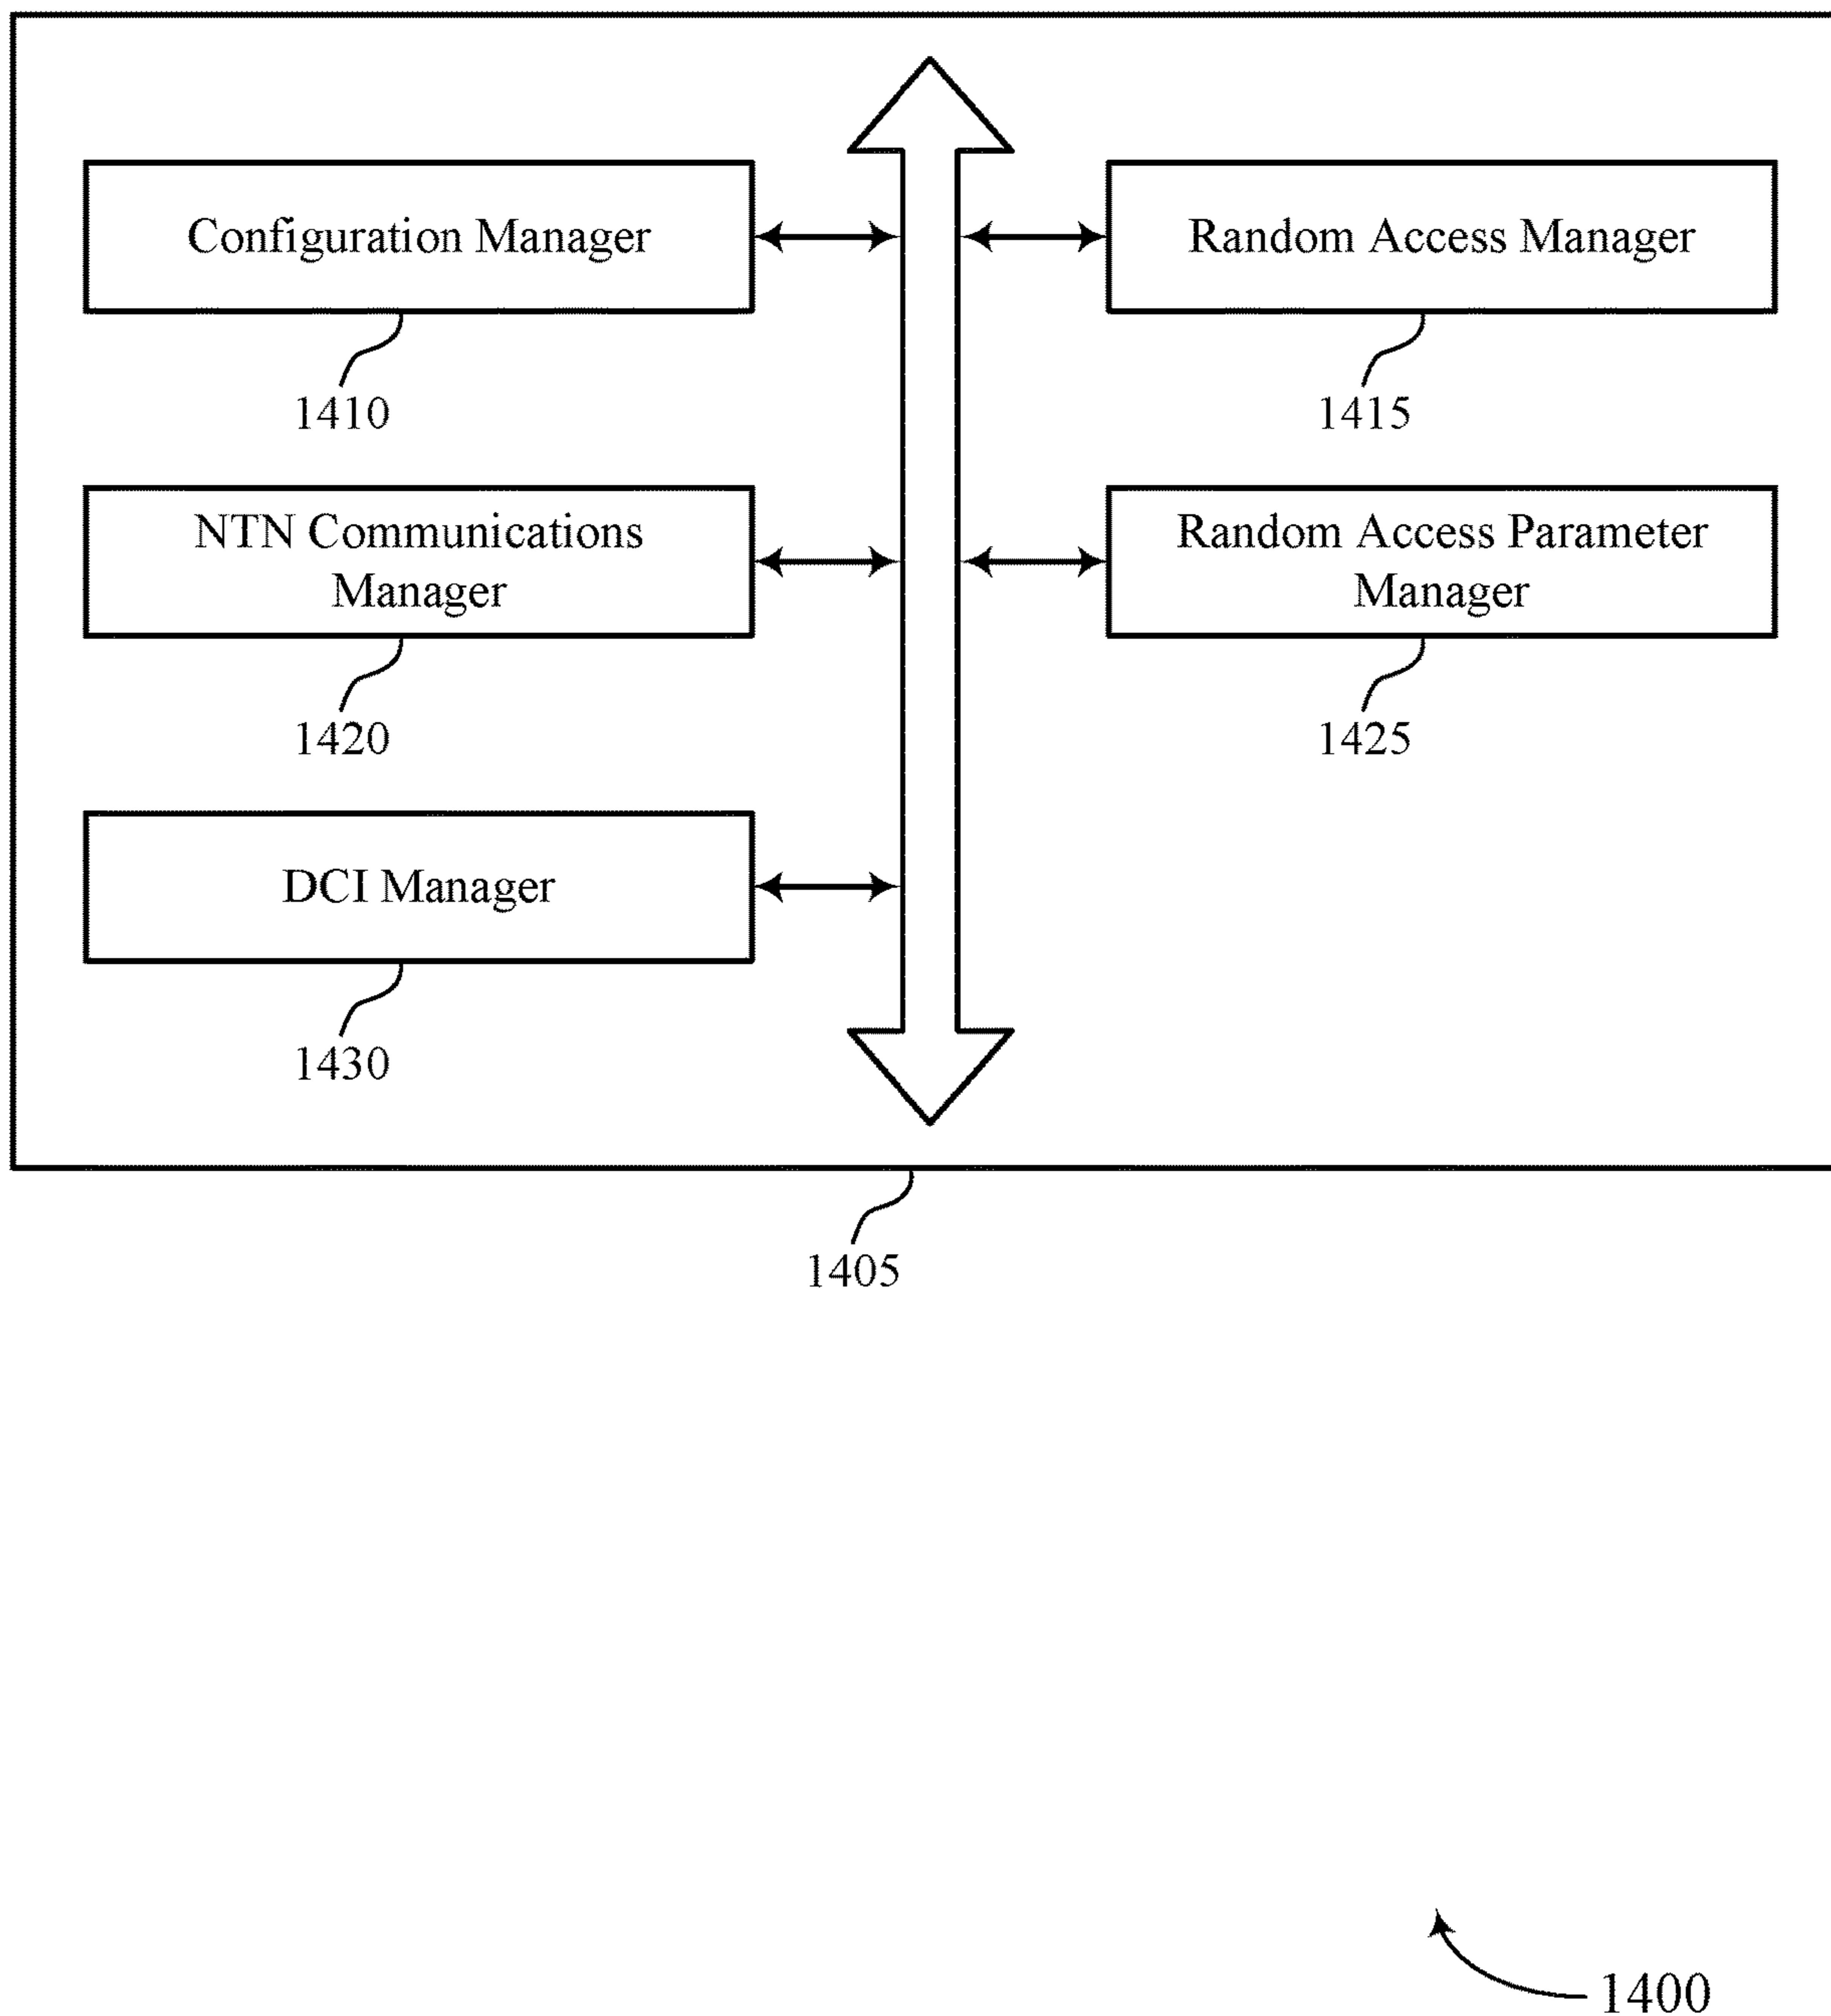 Configuration Manager
1410
Random Access Manager
1415
NTN Communications
Manager
1420
Random Access Parameter
Manager
1425
DCI Manager
1430
1405
1400